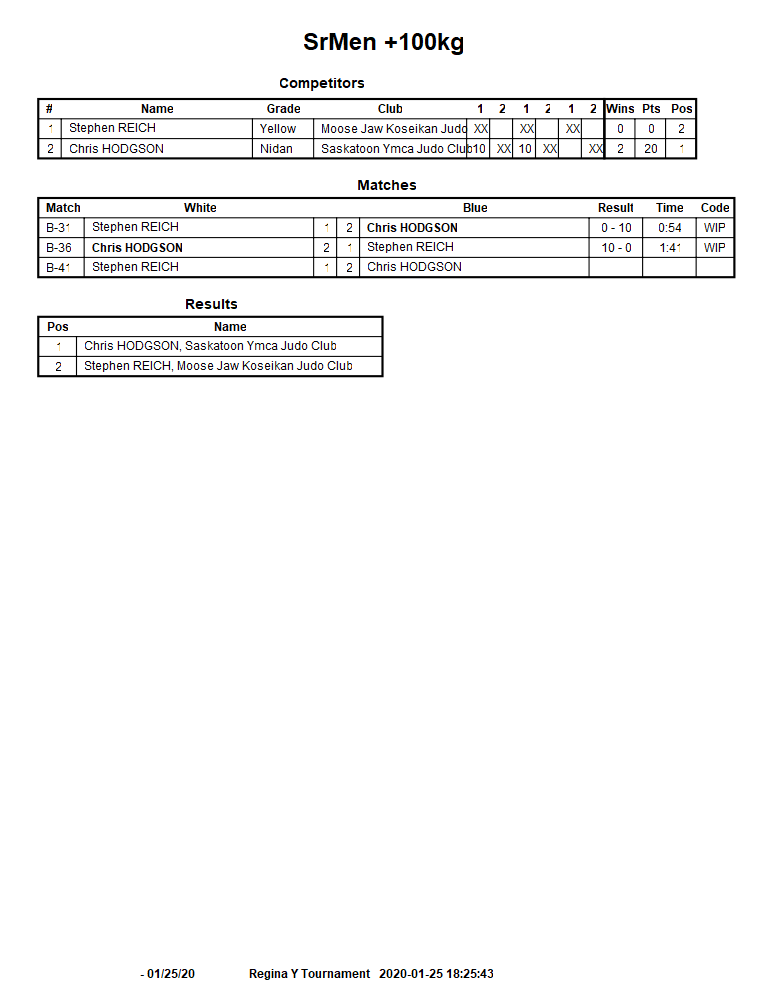 SrMen +100kg
Competitors
# Name Grade Club 1 2 1 2 1 2 Wins Pts Pos
1 Stephen REICH Yellow Moose Jaw Koseikan Judo XX XX XX 0 0 2
2 Chris HODGSON Nidan Saskatoon Ymca Judo Club 10 XX 10 XX XX 2 20 1
Matches
Match White Blue Result Time Code
B-31 Stephen REICH 1 2 Chris HODGSON 0 - 10 0:54 WIP
B-36 Chris HODGSON 2 1 Stephen REICH 10 - 0 1:41 WIP
B-41 Stephen REICH 1 2 Chris HODGSON
Results
Pos Name
1 Chris HODGSON, Saskatoon Ymca Judo Club
2 Stephen REICH, Moose Jaw Koseikan Judo Club
- 01/25/20 Regina Y Tournament 2020-01-25 18:25:43